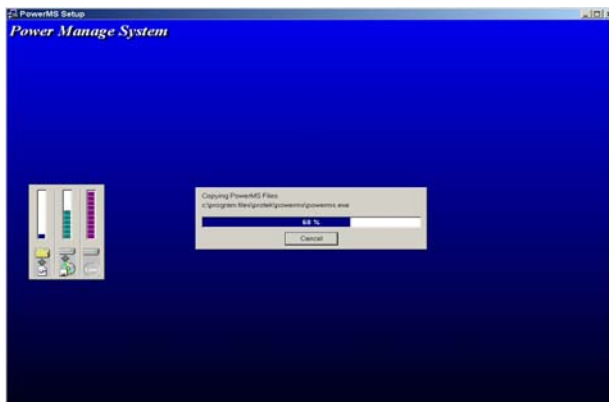 PowerMS Setup
Power Manage System
Copying PowerMS Files
c:\program files\protek\powerms\powerms.exe
68 %
Cancel